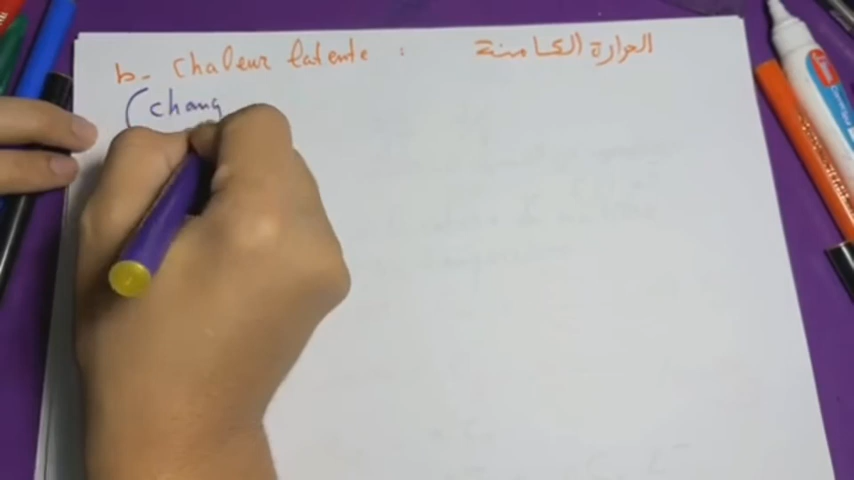 b- Chaleur latente : الحرارة الكامنة
(chang